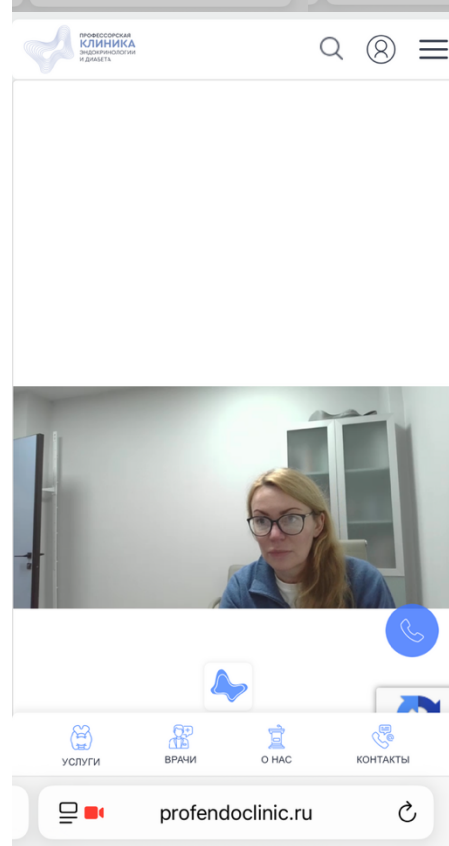 ПРОФЕССОРСКАЯ
КЛИНИКА
ЭНДОКРИНОЛОГИИ
И ДИАБЕТА
УСЛУГИ
ВРАЧИ
О НАС
КОНТАКТЫ
profendoclinic.ru